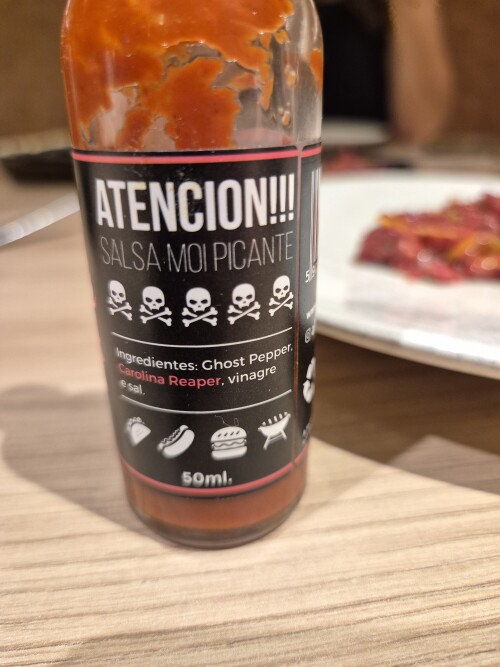 ATENCION!!!
SALSA MOI PICANTE
Ingredientes: Ghost Pepper,
Carolina Reaper, vinagre
e sal.
50ml.